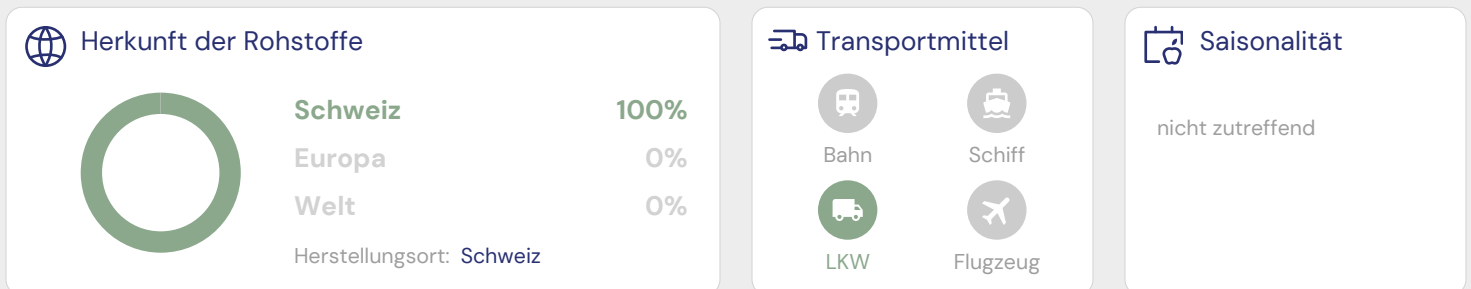 Herkunft der Rohstoffe
Schweiz 100%
Europa 0%
Welt 0%
Herstellungsort: Schweiz
Transportmittel
Bahn Schiff
LKW Flugzeug
Saisonalität
nicht zutreffend